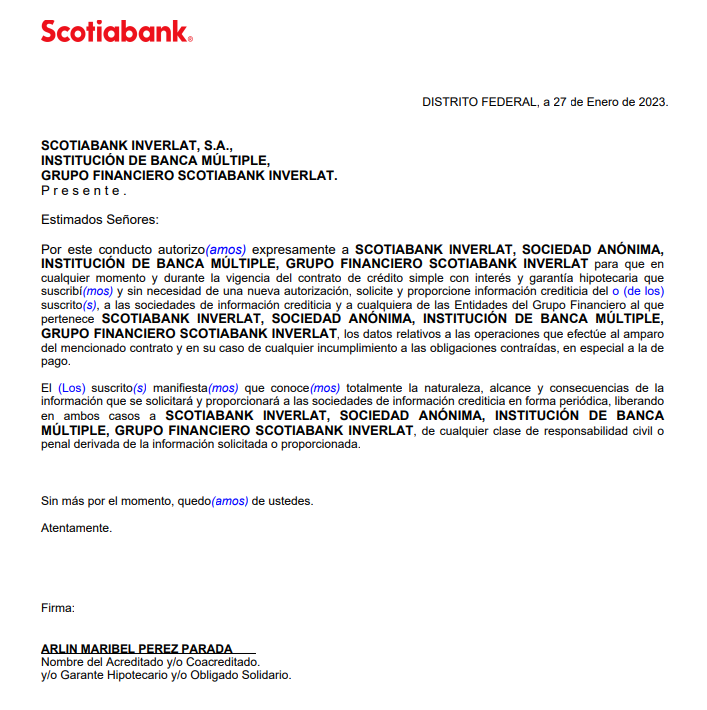 Scotiabank®
DISTRITO FEDERAL, a 27 de Enero de 2023.
SCOTIABANK INVERLAT, S.A.,
INSTITUCIÓN DE BANCA MÚLTIPLE,
GRUPO FINANCIERO SCOTIABANK INVERLAT.
P r e s e n t e .
Estimados Señores:
Por este conducto autorizo(amos) expresamente a SCOTIABANK INVERLAT, SOCIEDAD ANÓNIMA,
INSTITUCIÓN DE BANCA MÚLTIPLE, GRUPO FINANCIERO SCOTIABANK INVERLAT para que en
cualquier momento y durante la vigencia del contrato de crédito simple con interés y garantía hipotecaria que
suscribí(mos) y sin necesidad de una nueva autorización, solicite y proporcione información crediticia del o (de los)
suscrito(s), a las sociedades de información crediticia y a cualquiera de las Entidades del Grupo Financiero al que
pertenece SCOTIABANK INVERLAT, SOCIEDAD ANÓNIMA, INSTITUCIÓN DE BANCA MÚLTIPLE,
GRUPO FINANCIERO SCOTIABANK INVERLAT, los datos relativos a las operaciones que efectúe al amparo
del mencionado contrato y en su caso de cualquier incumplimiento a las obligaciones contraídas, en especial a la de
pago.
El (Los) suscrito(s) manifiesta(mos) que conoce(mos) totalmente la naturaleza, alcance y consecuencias de la
información que se solicitará y proporcionará a las sociedades de información crediticia en forma periódica, liberando
en ambos casos a SCOTIABANK INVERLAT, SOCIEDAD ANÓNIMA, INSTITUCIÓN DE BANCA
MÚLTIPLE, GRUPO FINANCIERO SCOTIABANK INVERLAT, de cualquier clase de responsabilidad civil o
penal derivada de la información solicitada o proporcionada.
Sin más por el momento, quedo(amos) de ustedes.
Atentamente.
Firma:
ARLIN MARIBEL PEREZ PARADA
Nombre del Acreditado y/o Coacreditado.
y/o Garante Hipotecario y/o Obligado Solidario.